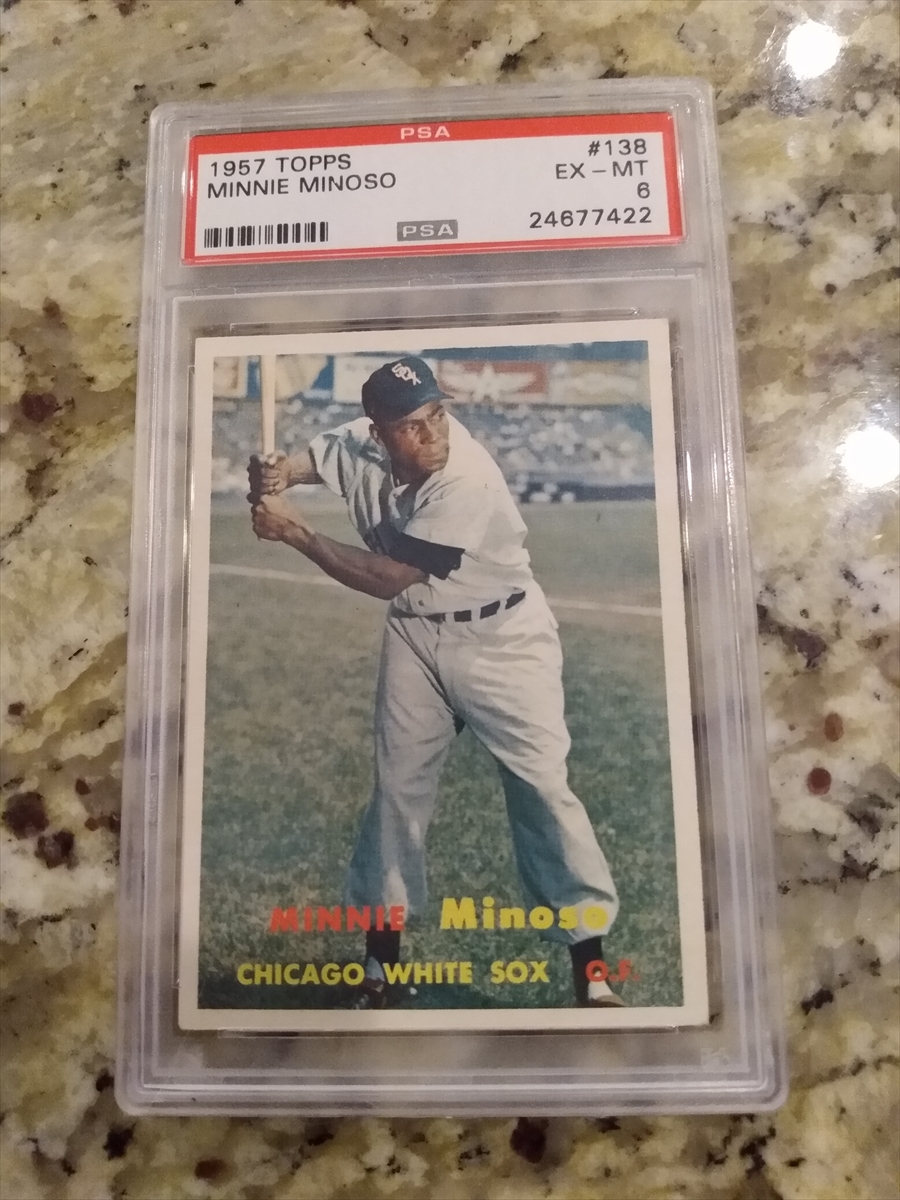 PSA
1957 TOPPS #138
MINNIE MINOSO EX - MT
6
PSA 24677422
SOX
MINNIE Minoso
CHICAGO WHITE SOX O.F.